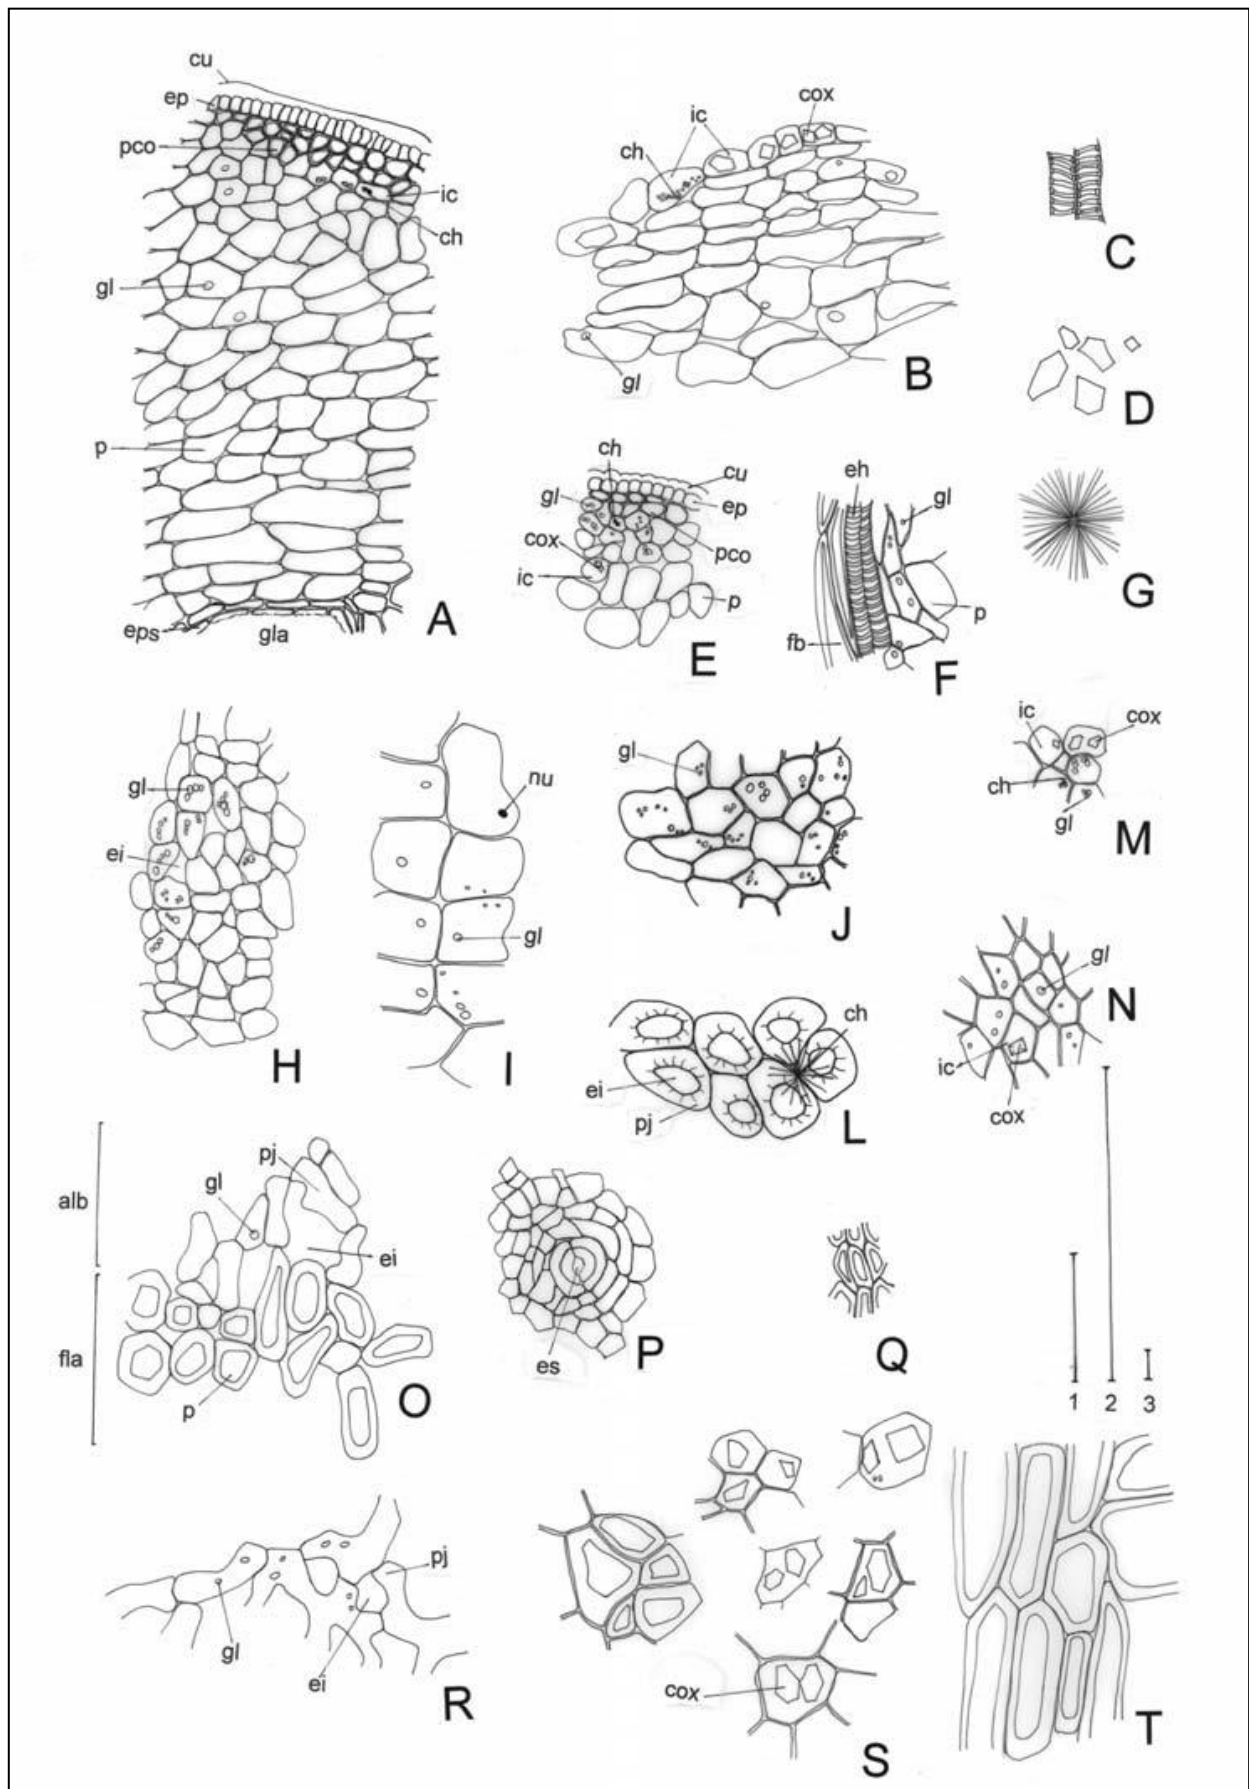 cu
ep
pco
ic
ch
gl
p
eps
gla
A
ic
cox
ch
gl
B
C
D
ch
cu
gl
ep
cox
pco
ic
p
E
eh
gl
p
fb
F
G
gl
ei
H
nu
gl
I
gl
J
ic
cox
ch
gl
M
ch
ei
pj
L
gl
ic
cox
N
alb
fla
gl
pj
ei
p
O
es
P
Q
1 2 3
pj
gl
ei
R
cox
S
T